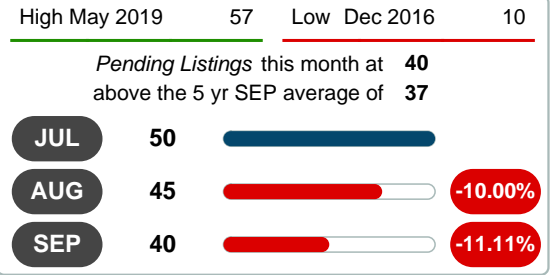 High May 2019 57 Low Dec 2016 10
Pending Listings this month at 40
above the 5 yr SEP average of 37
JUL 50
AUG 45 -10.00%
SEP 40 -11.11%